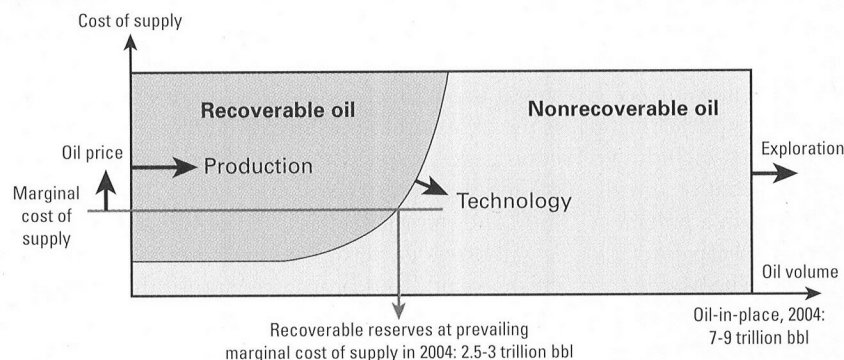 Cost of supply
Recoverable oil
Nonrecoverable oil
Oil price
Production
Exploration
Marginal
cost of
supply
Technology
Oil volume
Recoverable reserves at prevailing
marginal cost of supply in 2004: 2.5-3 trillion bbl
Oil-in-place, 2004:
7-9 trillion bbl